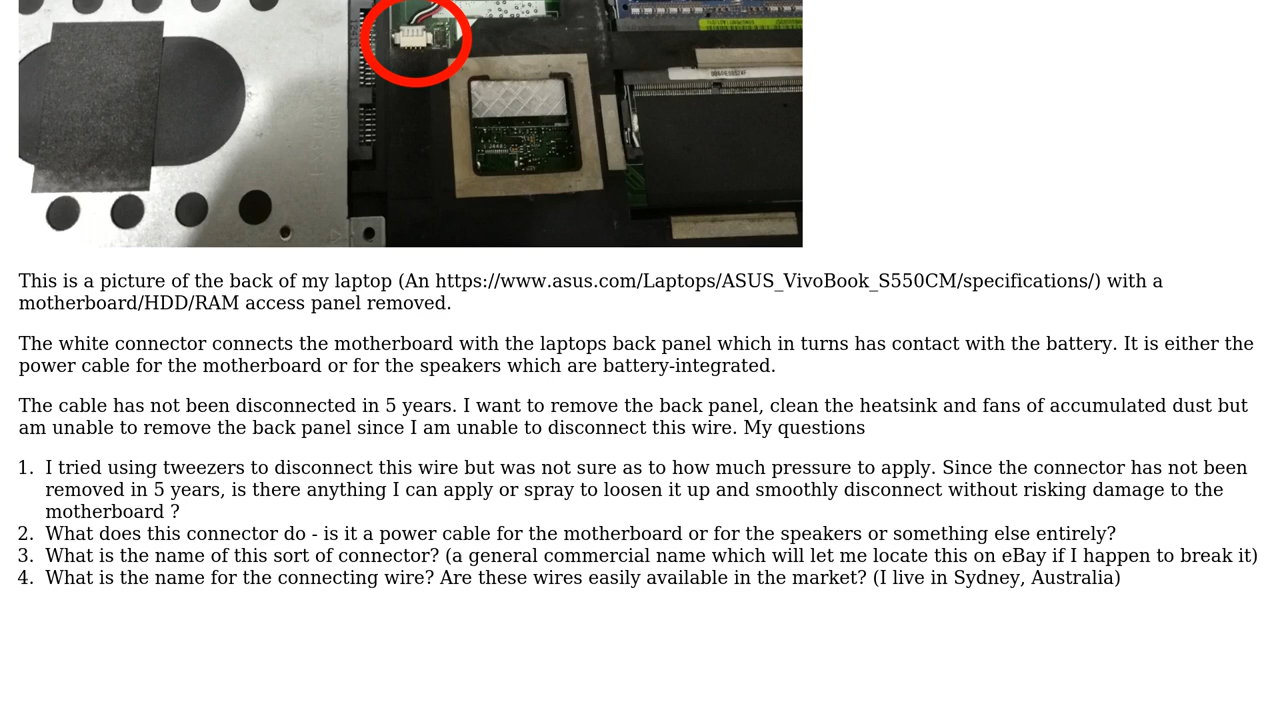 This is a picture of the back of my laptop (An https://www.asus.com/Laptops/ASUS_VivoBook_S550CM/specifications/) with a
motherboard/HDD/RAM access panel removed.
The white connector connects the motherboard with the laptops back panel which in turns has contact with the battery. It is either the
power cable for the motherboard or for the speakers which are battery-integrated.
The cable has not been disconnected in 5 years. I want to remove the back panel, clean the heatsink and fans of accumulated dust but
am unable to remove the back panel since I am unable to disconnect this wire. My questions
1. I tried using tweezers to disconnect this wire but was not sure as to how much pressure to apply. Since the connector has not been
removed in 5 years, is there anything I can apply or spray to loosen it up and smoothly disconnect without risking damage to the
motherboard ?
2. What does this connector do - is it a power cable for the motherboard or for the speakers or something else entirely?
3. What is the name of this sort of connector? (a general commercial name which will let me locate this on eBay if I happen to break it)
4. What is the name for the connecting wire? Are these wires easily available in the market? (I live in Sydney, Australia)